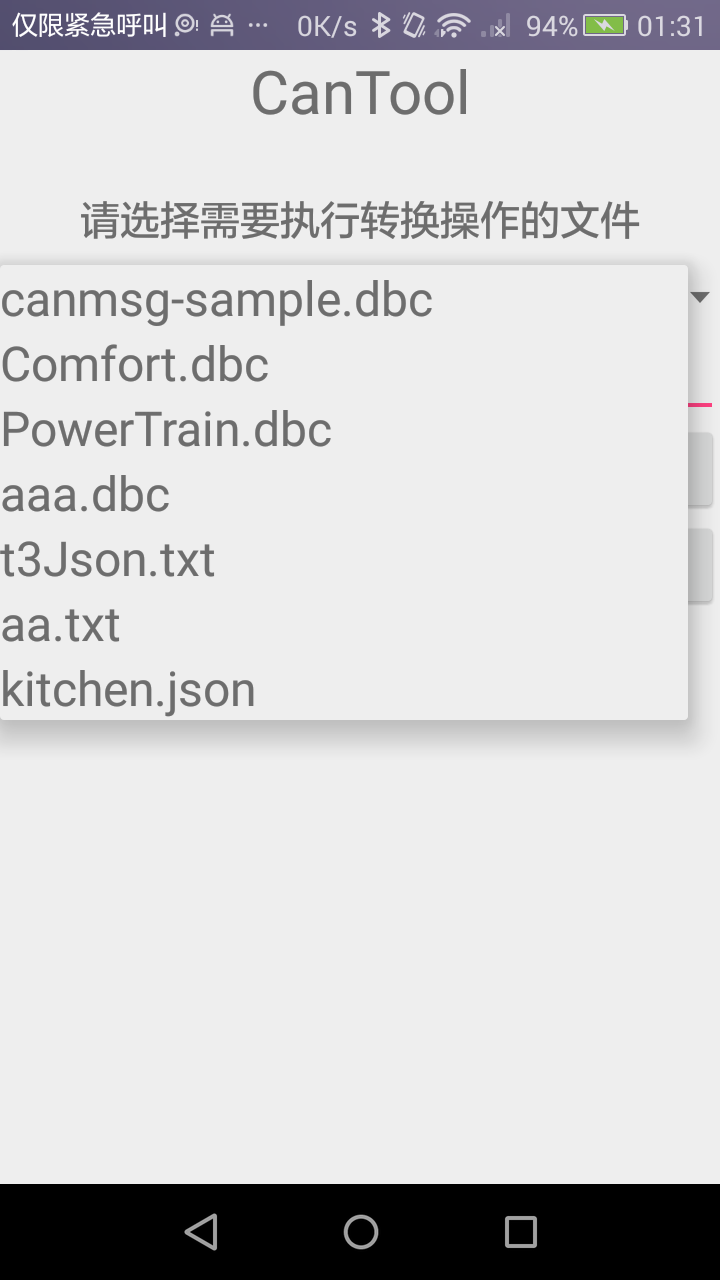 仅限紧急呼叫 0K/s 94% 01:31
CanTool
请选择需要执行转换操作的文件
canmsg-sample.dbc
Comfort.dbc
PowerTrain.dbc
aaa.dbc
t3Json.txt
aa.txt
kitchen.json